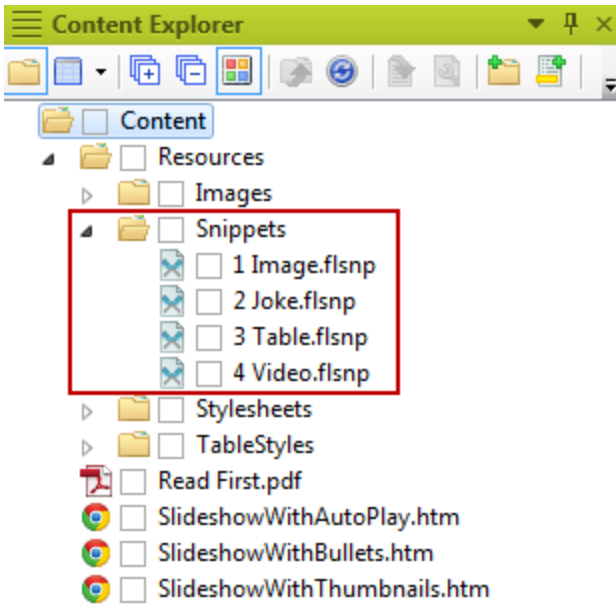 Content Explorer
Content
Resources
Images
Snippets
1 Image.flsnp
2 Joke.flsnp
3 Table.flsnp
4 Video.flsnp
Stylesheets
TableStyles
Read First.pdf
SlideshowWithAutoPlay.htm
SlideshowWithBullets.htm
SlideshowWithThumbnails.htm